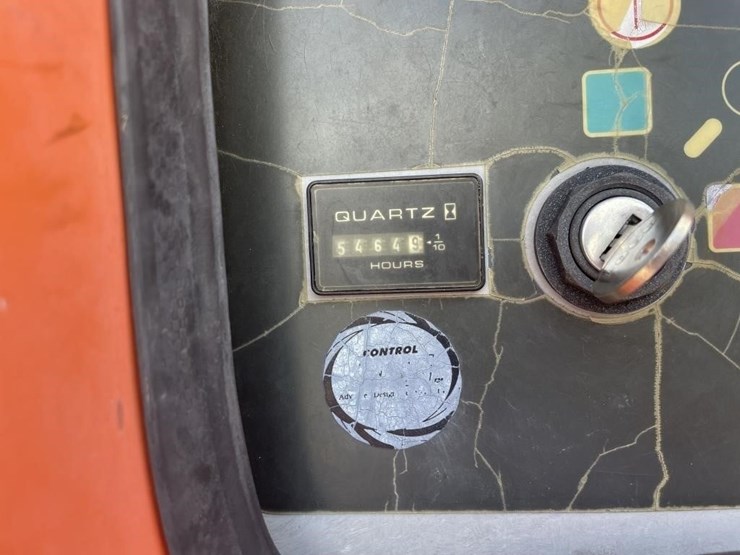 QUARTZ
54649 1/10
HOURS
CONTROL